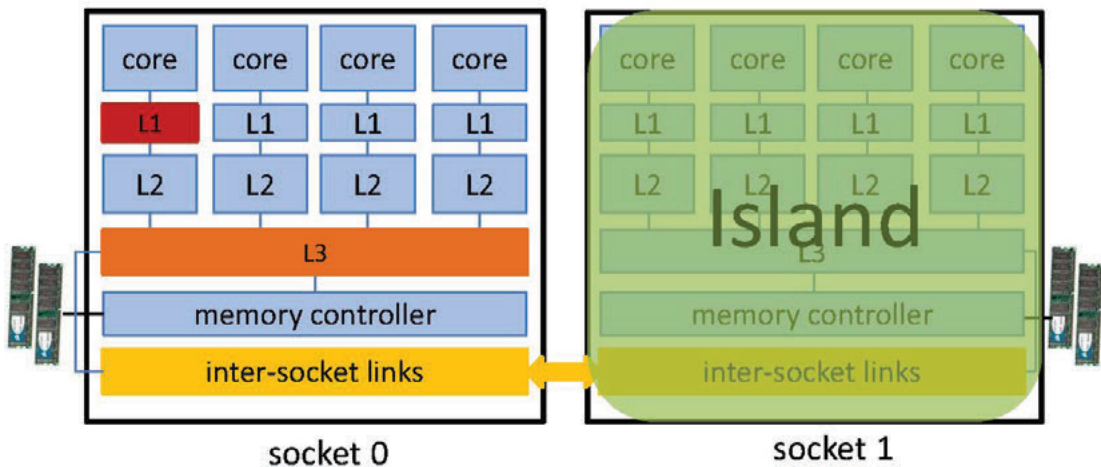 core core core core
L1 L1 L1 L1
L2 L2 L2 L2
L3
memory controller
inter-socket links
socket 0
core core core core
L1 L1 L1 L1
L2 L2 L2 L2
Island
L3
memory controller
inter-socket links
socket 1